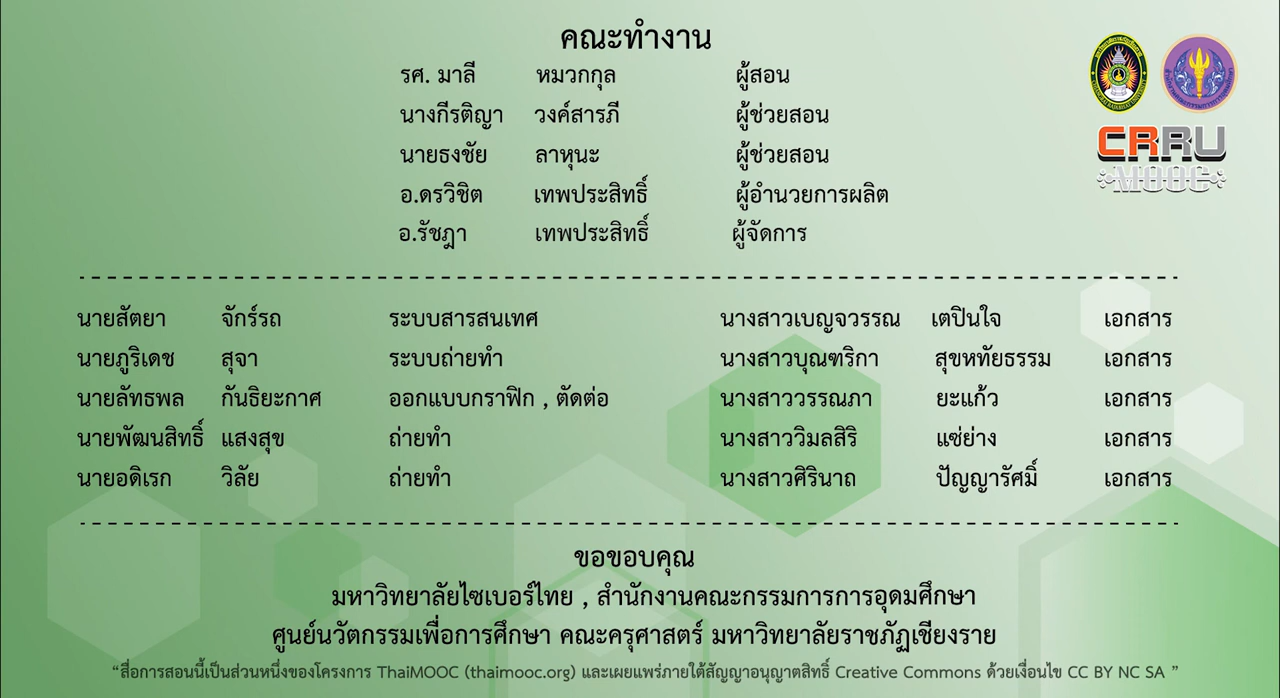 คณะทำงาน
รศ. มาลี หมวกกุล ผู้สอน
นางกีรติญา วงค์สารภี ผู้ช่วยสอน
นายธงชัย ลาหุนะ ผู้ช่วยสอน
อ.ดรวิชิต เทพประสิทธิ์ ผู้อำนวยการผลิต
อ.รัชฎา เทพประสิทธิ์ ผู้จัดการ
CRRU
MOOC
นายสัตยา จักร์รถ ระบบสารสนเทศ นางสาวเบญจวรรณ เตปินใจ เอกสาร
นายภูริเดช สุจา ระบบถ่ายทำ นางสาวบุณฑริกา สุขหทัยธรรม เอกสาร
นายลัทธพล กันธิยะกาศ ออกแบบกราฟิก , ตัดต่อ นางสาววรรณภา ยะแก้ว เอกสาร
นายพัฒนสิทธิ์ แสงสุข ถ่ายทำ นางสาววิมลสิริ แซ่ย่าง เอกสาร
นายอดิเรก วิลัย ถ่ายทำ นางสาวศิรินาถ ปัญญารัศมิ์ เอกสาร
ขอขอบคุณ
มหาวิทยาลัยไซเบอร์ไทย , สำนักงานคณะกรรมการการอุดมศึกษา
ศูนย์นวัตกรรมเพื่อการศึกษา คณะครุศาสตร์ มหาวิทยาลัยราชภัฏเชียงราย
“สื่อการสอนนี้เป็นส่วนหนึ่งของโครงการ ThaiMOOC (thaimooc.org) และเผยแพร่ภายใต้สัญญาอนุญาตสิทธิ์ Creative Commons ด้วยเงื่อนไข CC BY NC SA ”